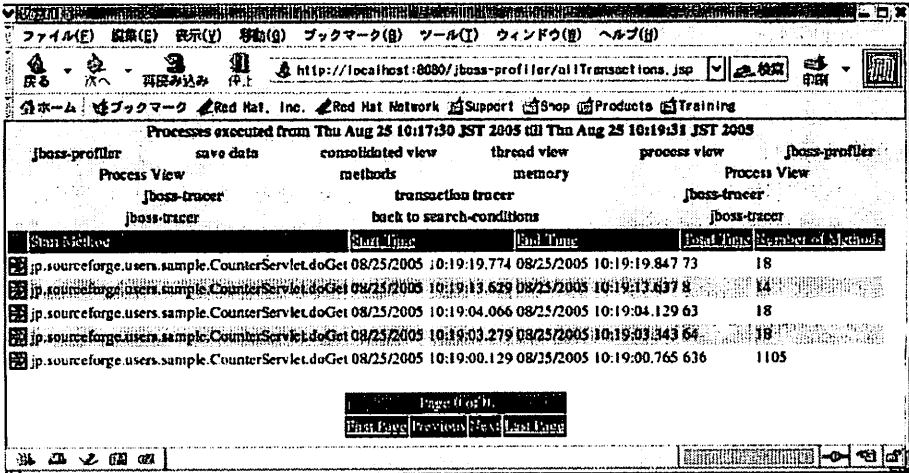 ファイル(F) 編集(E) 表示(V) 移動(G) ブックマーク(B) ツール(T) ウィンドウ(W) ヘルプ(H)
戻る 次へ 再読み込み 停止 http://localhost:8080/jboss-profiler/allTransactions.jsp 検索 印刷
ホーム ブックマーク Red Hat, Inc. Red Hat Network Support Shop Products Training
Processes executed from Thu Aug 25 10:17:30 JST 2005 till Thu Aug 25 10:19:31 JST 2005
jboss-profiler save data consolidated view thread view process view jboss-profiler
Process View methods memory Process View
jboss-tracer transaction tracer jboss-tracer
jboss-tracer back to search-conditions jboss-tracer
Start Method Start Time End Time Total Time Number of Methods
jp.sourceforge.users.sample.CounterServlet.doGet 08/25/2005 10:19:19.774 08/25/2005 10:19:19.847 73 18
jp.sourceforge.users.sample.CounterServlet.doGet 08/25/2005 10:19:13.629 08/25/2005 10:19:13.637 8 14
jp.sourceforge.users.sample.CounterServlet.doGet 08/25/2005 10:19:04.066 08/25/2005 10:19:04.129 63 18
jp.sourceforge.users.sample.CounterServlet.doGet 08/25/2005 10:19:03.279 08/25/2005 10:19:03.343 64 18
jp.sourceforge.users.sample.CounterServlet.doGet 08/25/2005 10:19:00.129 08/25/2005 10:19:00.765 636 1105
Page 0 of 0.
First Page Previous Next Last Page